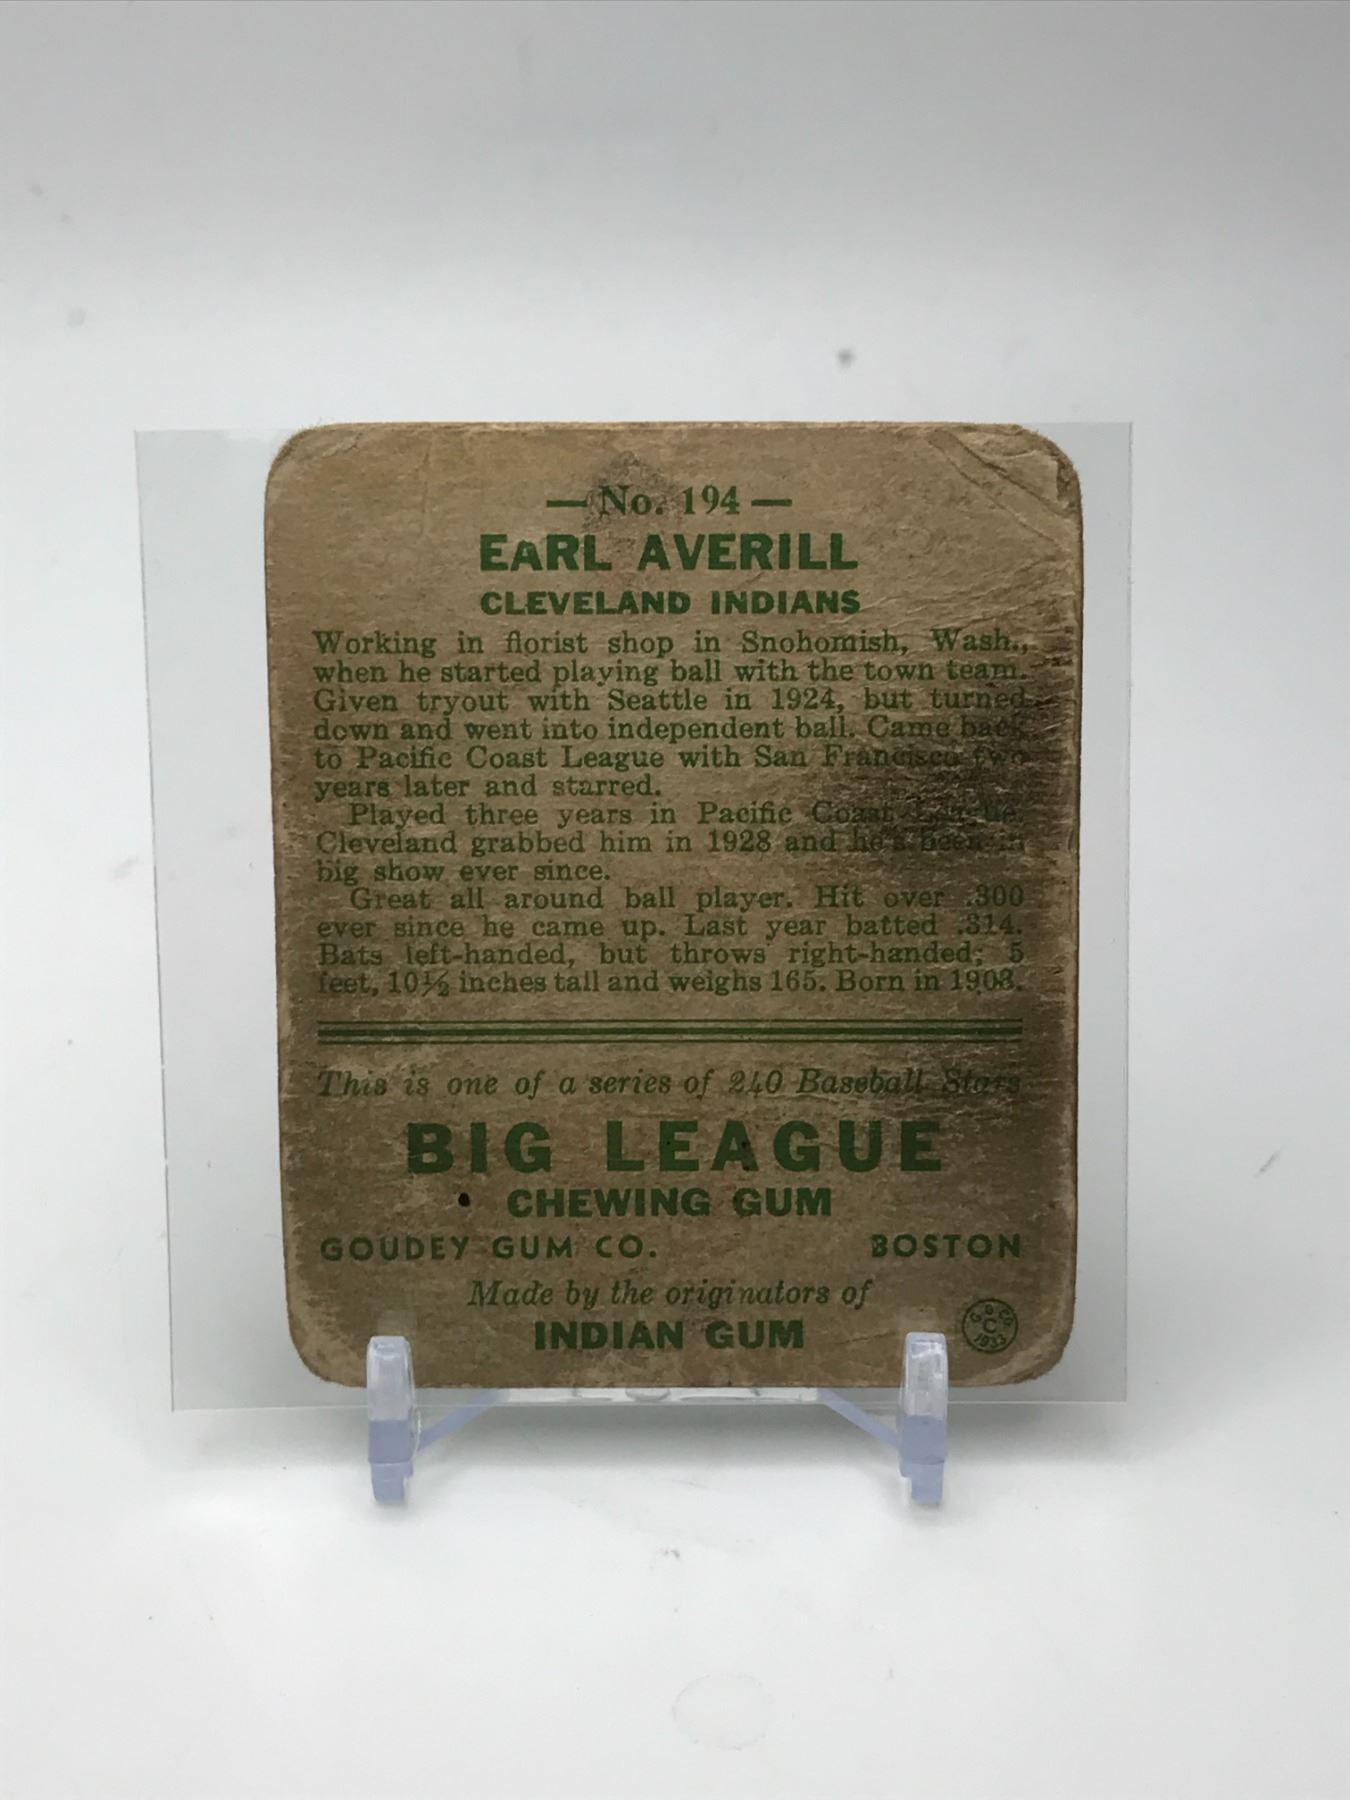 — No. 194 —
EARL AVERILL
CLEVELAND INDIANS
Working in florist shop in Snohomish, Wash.,
when he started playing ball with the town team.
Given tryout with Seattle in 1924, but turned
down and went into independent ball. Came back
to Pacific Coast League with San Francisco two
years later and starred.
Played three years in Pacific Coast League.
Cleveland grabbed him in 1928 and he's been in
big show ever since.
Great all around ball player. Hit over .300
ever since he came up. Last year batted .314.
Bats left-handed, but throws right-handed; 5
feet, 10½ inches tall and weighs 165. Born in 1903.
This is one of a series of 240 Baseball Stars
BIG LEAGUE
CHEWING GUM
GOUDEY GUM CO. BOSTON
Made by the originators of
INDIAN GUM
G. G. Co.
C
1933